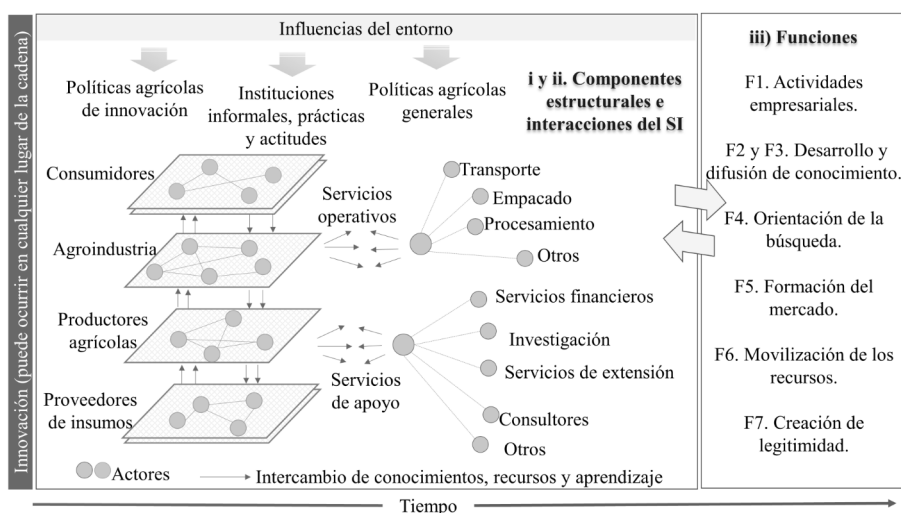 Innovación (puede ocurrir en cualquier lugar de la cadena)
Influencias del entorno
Políticas agrícolas
de innovación
Instituciones
informales, prácticas
y actitudes
Políticas agrícolas
generales
i y ii. Componentes
estructurales e
interacciones del SI
Consumidores
Agroindustria
Productores
agrícolas
Proveedores
de insumos
Servicios
operativos
Transporte
Empacado
Procesamiento
Otros
Servicios
de apoyo
Servicios financieros
Investigación
Servicios de extensión
Consultores
Otros
Actores
Intercambio de conocimientos, recursos y aprendizaje
iii) Funciones
F1. Actividades
empresariales.
F2 y F3. Desarrollo y
difusión de conocimiento.
F4. Orientación de la
búsqueda.
F5. Formación del
mercado.
F6. Movilización de los
recursos.
F7. Creación de
legitimidad.
Tiempo